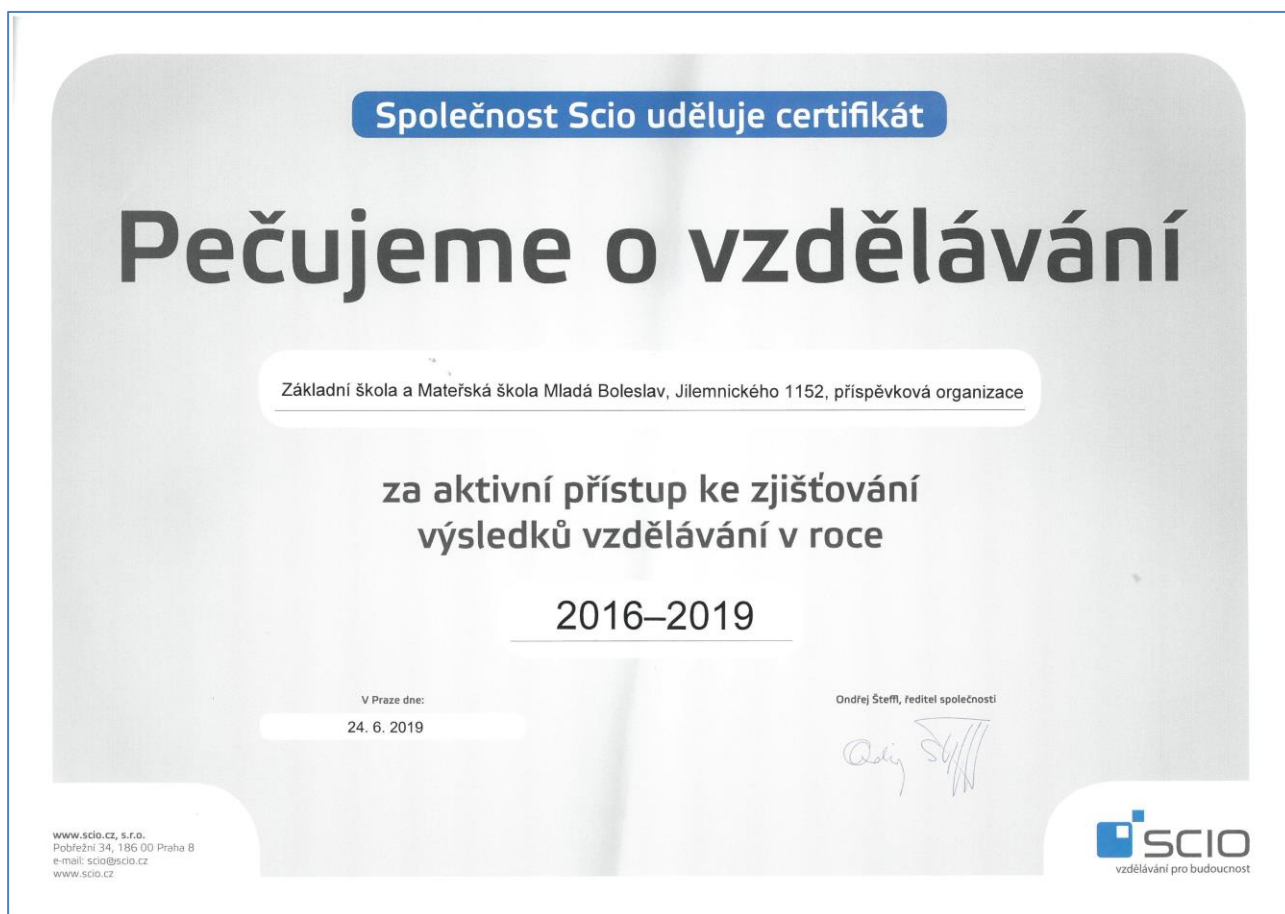 Společnost Scio uděluje certifikát
Pečujeme o vzdělávání
Základní škola a Mateřská škola Mladá Boleslav, Jilemnického 1152, příspěvková organizace
za aktivní přístup ke zjišťování
výsledků vzdělávání v roce
2016–2019
V Praze dne:
24. 6. 2019
Ondřej Šteffl, ředitel společnosti
www.scio.cz, s.r.o.
Pobřežní 34, 186 00 Praha 8
e-mail: scio@scio.cz
www.scio.cz
SCIO
vzdělávání pro budoucnost